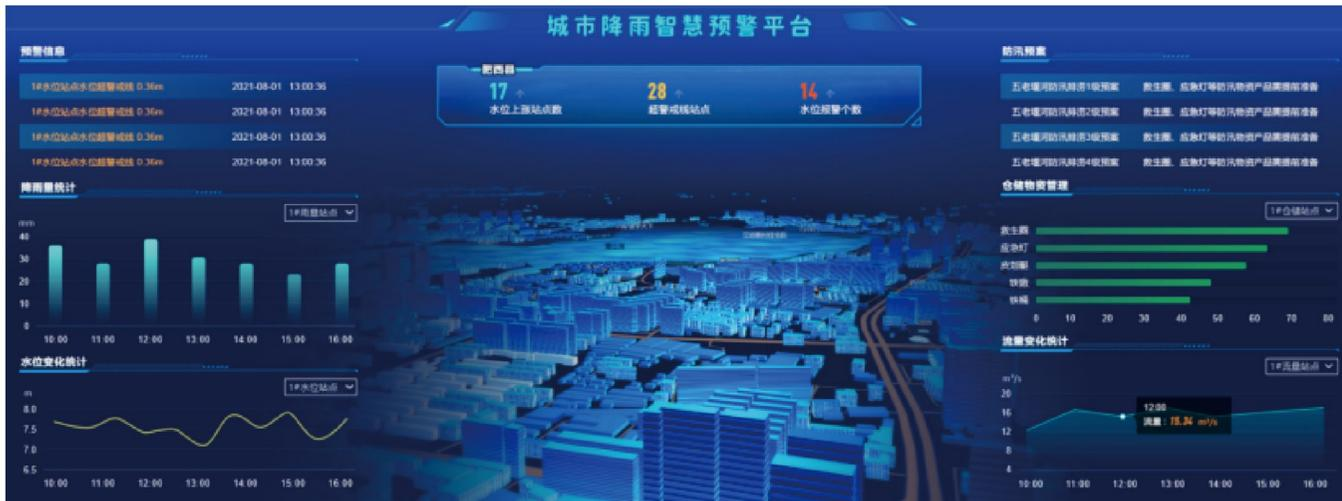 城市降雨智慧预警平台
预警信息
1#水位站点水位超警戒线 0.36m 2021-08-01 13:00:36
1#水位站点水位超警戒线 0.36m 2021-08-01 13:00:36
1#水位站点水位超警戒线 0.36m 2021-08-01 13:00:36
1#水位站点水位超警戒线 0.36m 2021-08-01 13:00:36
降雨量统计
1#雨量站点
mm
40
30
20
10
0
10:00 11:00 12:00 13:00 14:00 15:00 16:00
水位变化统计
1#水位站点
m
8.0
7.5
7.0
6.5
10:00 11:00 12:00 13:00 14:00 15:00 16:00
肥西县
17 28 14
水位上涨站点数 超警戒线站点 水位报警个数
防汛预案
五老堰河防汛排涝1级预案 救生圈、应急灯等防汛物资产品需提前准备
五老堰河防汛排涝2级预案 救生圈、应急灯等防汛物资产品需提前准备
五老堰河防汛排涝3级预案 救生圈、应急灯等防汛物资产品需提前准备
五老堰河防汛排涝4级预案 救生圈、应急灯等防汛物资产品需提前准备
仓储物资管理
1#仓储站点
救生圈
应急灯
皮划艇
铁锹
铁桶
0 10 20 30 40 50 60 70 80
流量变化统计
1#流量站点
m³/s
20
16
12
8
4
12:00
流量：15.34 m³/s
10:00 11:00 12:00 13:00 14:00 15:00 16:00